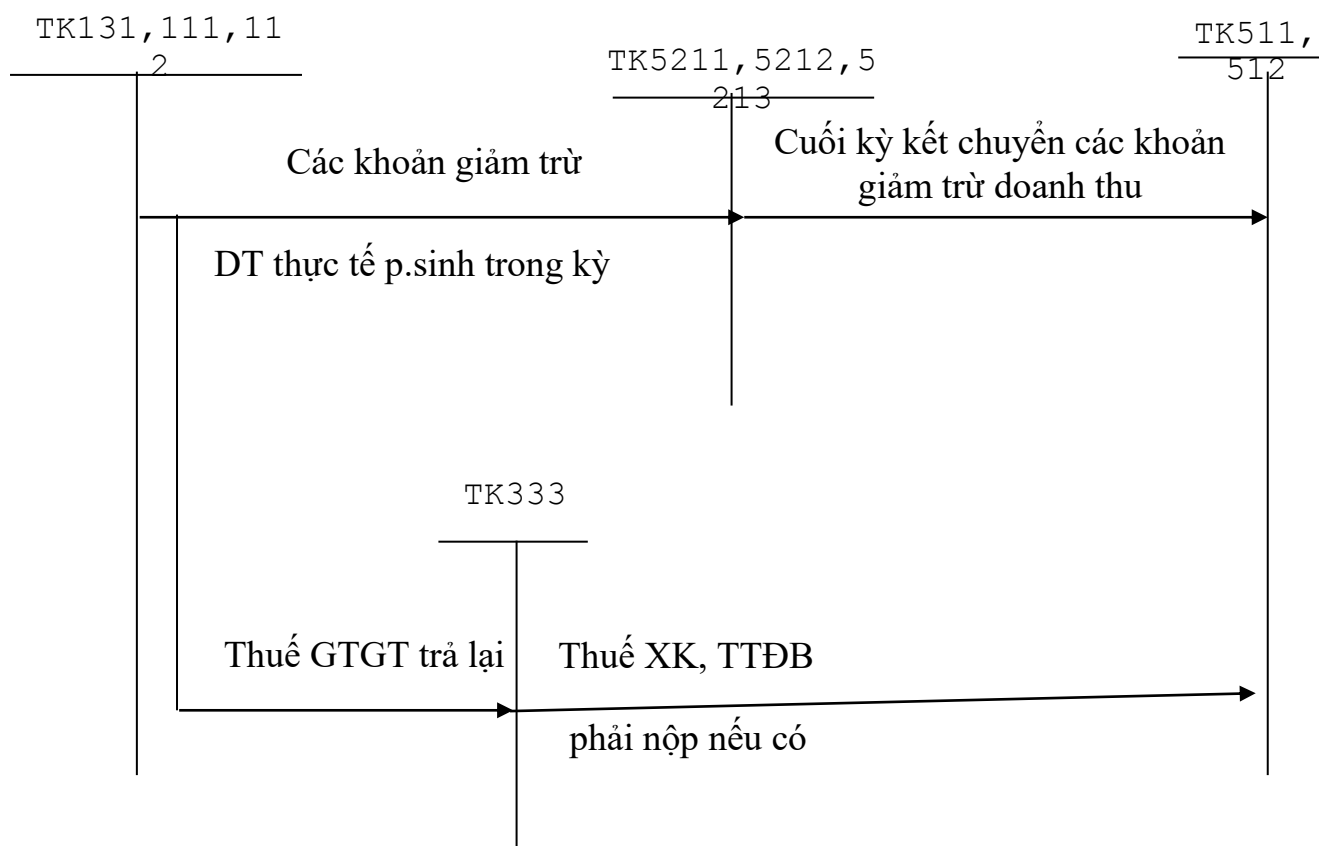 TK131,111,11
2
TK5211,5212,5
213
TK511,
512
Các khoản giảm trừ
DT thực tế p.sinh trong kỳ
Cuối kỳ kết chuyển các khoản
giảm trừ doanh thu
TK333
Thuế GTGT trả lại
Thuế XK, TTĐB
phải nộp nếu có